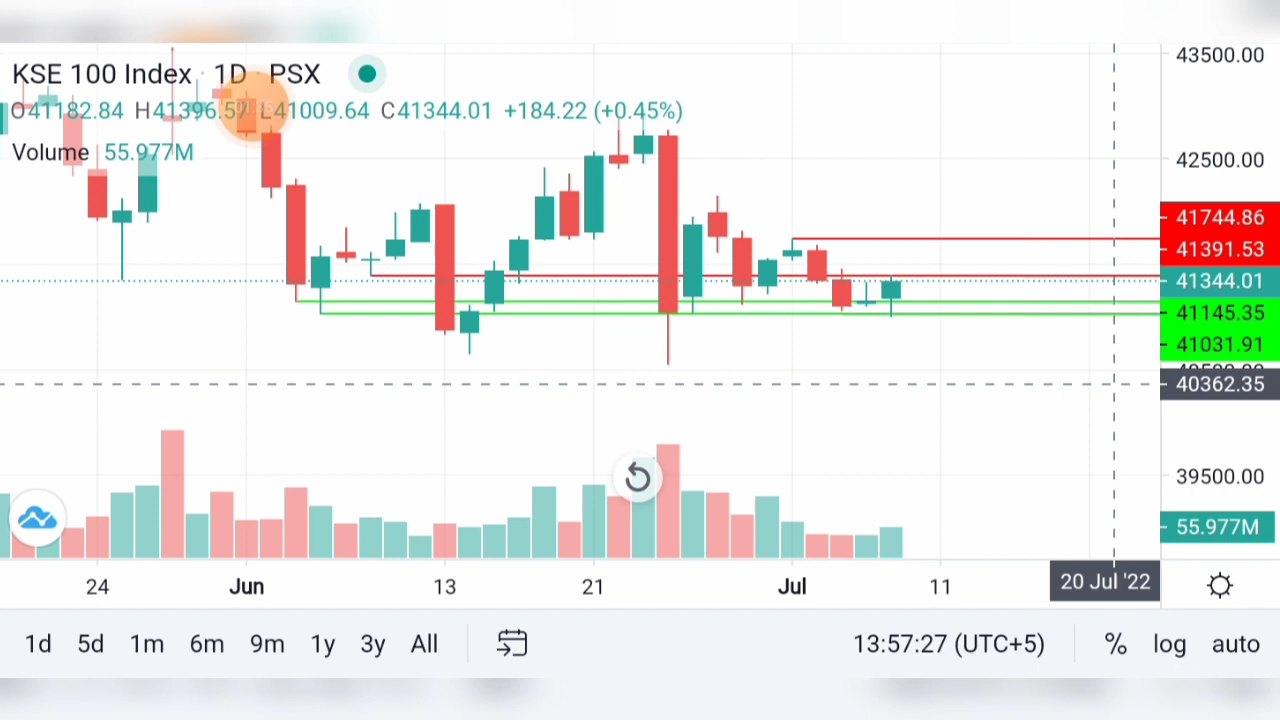 KSE 100 Index · 1D · PSX
O41182.84 H41396.57 L41009.64 C41344.01 +184.22 (+0.45%)
Volume 55.977M
43500.00
42500.00
41744.86
41391.53
41344.01
41145.35
41031.91
40362.35
39500.00
55.977M
24 Jun 13 21 Jul 11 20 Jul '22
1d 5d 1m 6m 9m 1y 3y All 13:57:27 (UTC+5) % log auto